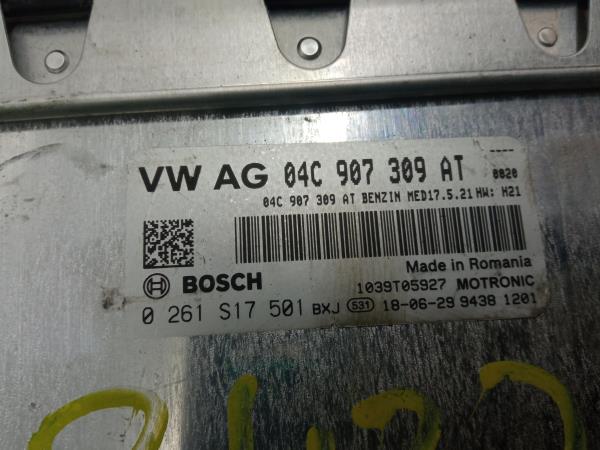 VW AG 04C 907 309 AT ----
0020
04C 907 309 AT BENZIN MED17.5.21 HW: H21
BOSCH
Made in Romania
1039T05927 MOTRONIC
0 261 S17 501 BXJ 531 18-06-29 9438 1201